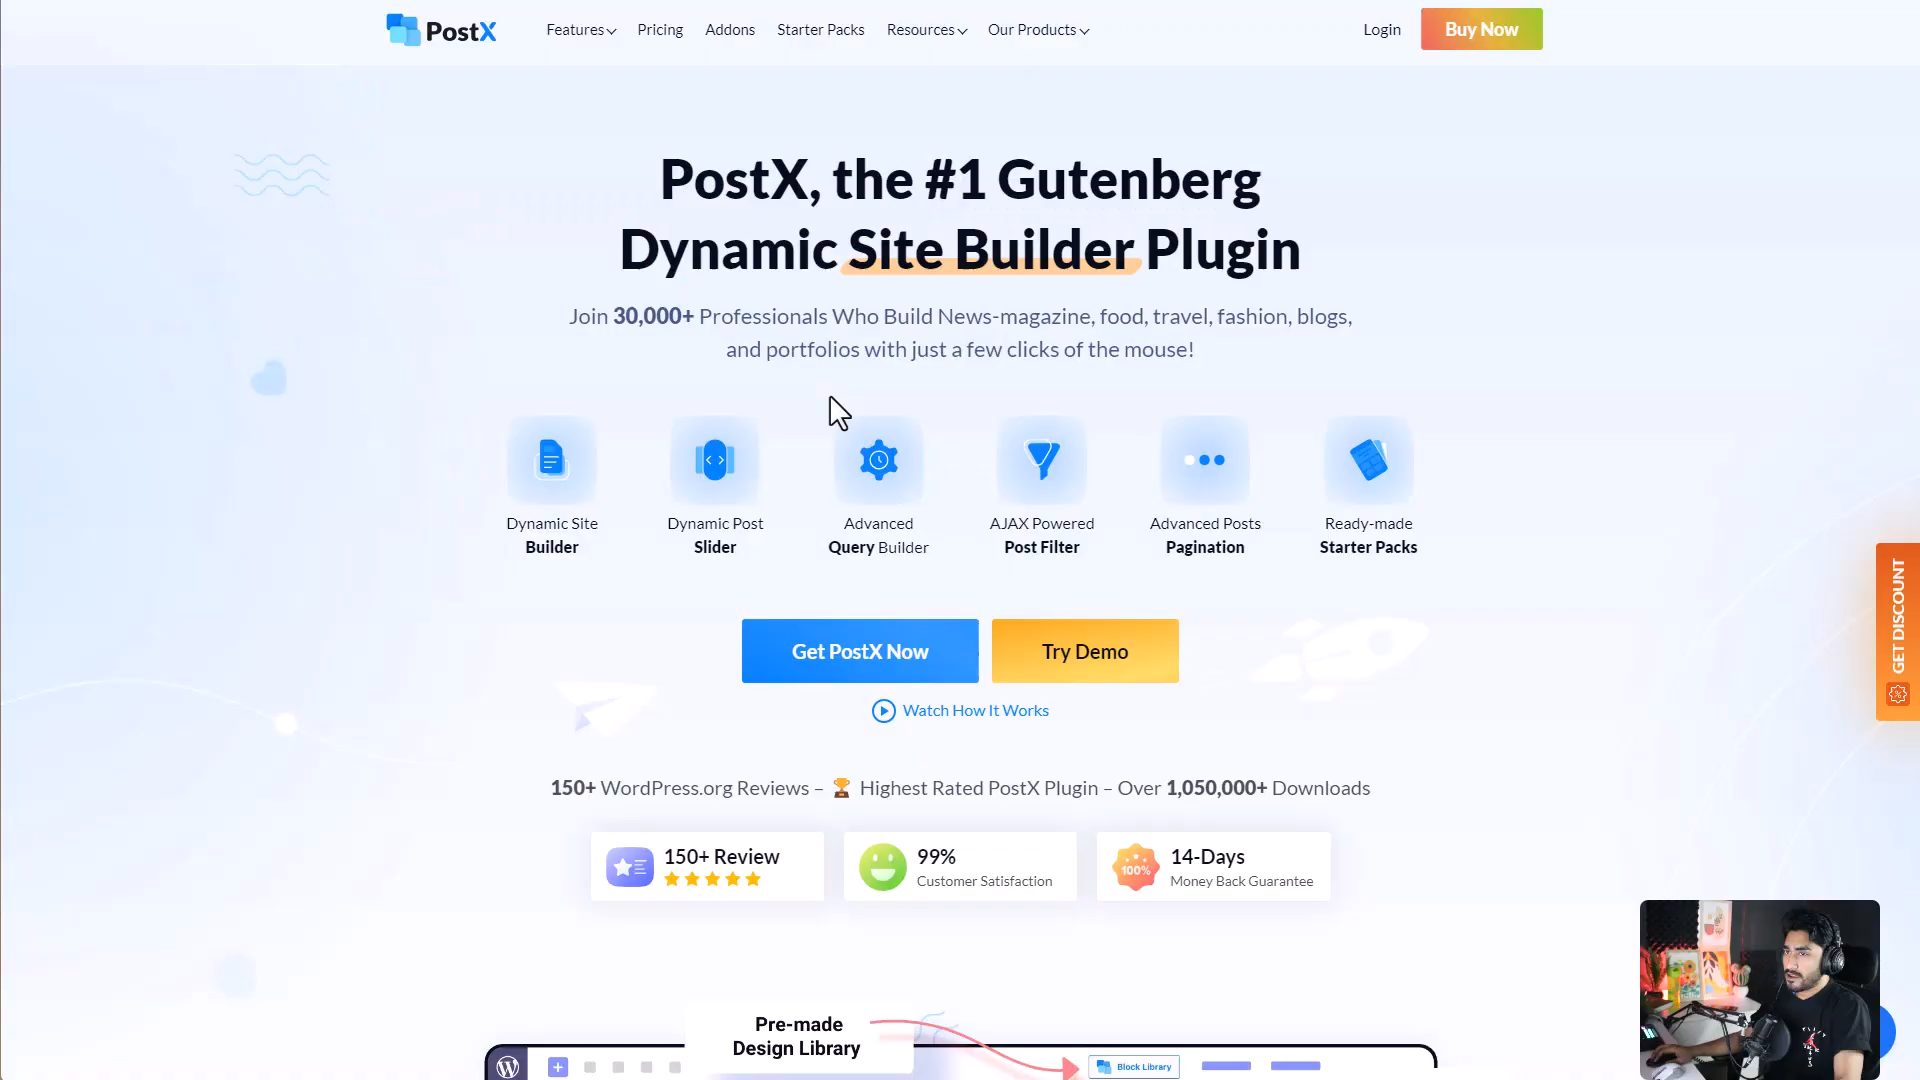 PostX
Features
Pricing
Addons
Starter Packs
Resources
Our Products
Login
Buy Now
PostX, the #1 Gutenberg
Dynamic Site Builder Plugin
Join 30,000+ Professionals Who Build News-magazine, food, travel, fashion, blogs,
and portfolios with just a few clicks of the mouse!
Dynamic Site
Builder
Dynamic Post
Slider
Advanced
Query Builder
AJAX Powered
Post Filter
Advanced Posts
Pagination
Ready-made
Starter Packs
GET DISCOUNT
Get PostX Now
Try Demo
Watch How It Works
150+ WordPress.org Reviews – 🏆 Highest Rated PostX Plugin – Over 1,050,000+ Downloads
150+ Review
99%
Customer Satisfaction
100%
14-Days
Money Back Guarantee
Pre-made
Design Library
Block Library